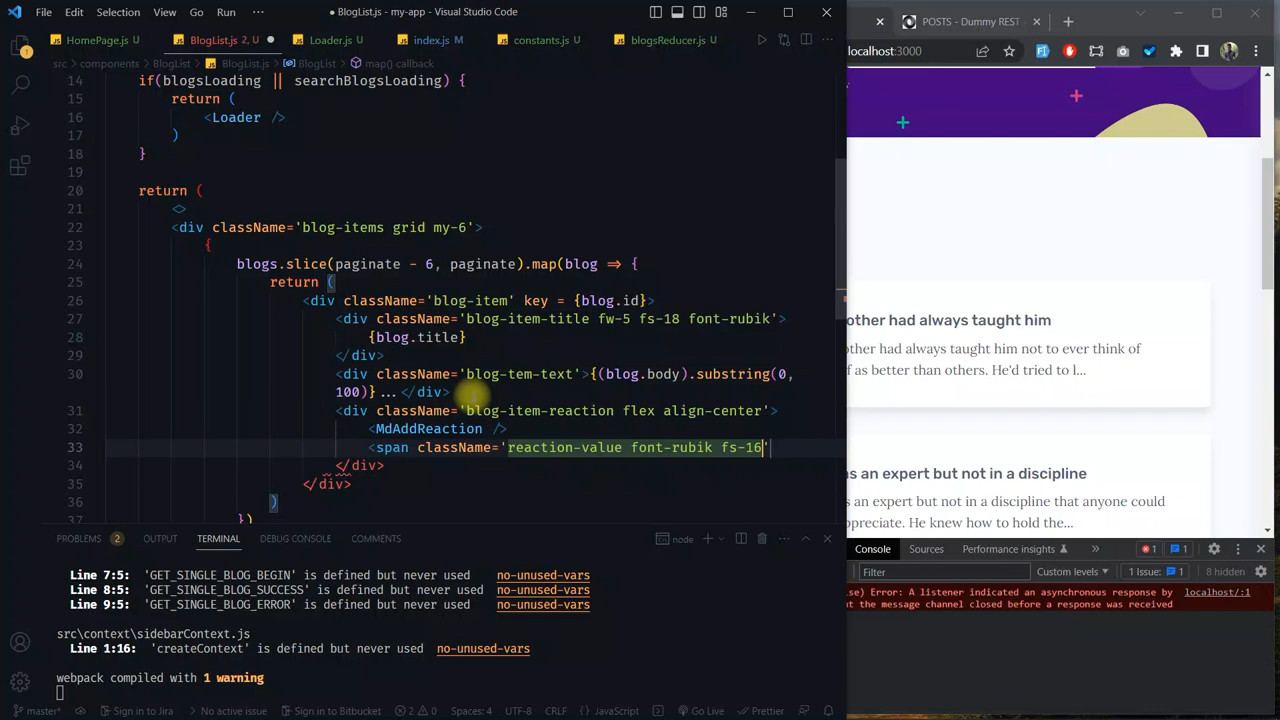 File Edit Selection View Go Run ··· ● BlogList.js - my-app - Visual Studio Code
HomePage.js BlogList.js 2, U ● Loader.js index.js M constants.js U blogsReducer.js U
src > components > BlogList > BlogList.js > BlogList > map() callback
14 if(blogsLoading || searchBlogsLoading) {
15 return (
16 <Loader />
17 )
18 }
19
20 return (
21 <>
22 <div className='blog-items grid my-6'>
23 {
24 blogs.slice(paginate - 6, paginate).map(blog => {
25 return (
26 <div className='blog-item' key = {blog.id}>
27 <div className='blog-item-title fw-5 fs-18 font-rubik'>
28 {blog.title}
29 </div>
30 <div className='blog-tem-text'>{(blog.body).substring(0,
100)}...</div>
31 <div className='blog-item-reaction flex align-center'>
32 <MdAddReaction />
33 <span className='reaction-value font-rubik fs-16'
34 </div>
35 </div>
36 )
37 })
PROBLEMS 2 OUTPUT TERMINAL DEBUG CONSOLE COMMENTS node
Line 7:5: 'GET_SINGLE_BLOG_BEGIN' is defined but never used no-unused-vars
Line 8:5: 'GET_SINGLE_BLOG_SUCCESS' is defined but never used no-unused-vars
Line 9:5: 'GET_SINGLE_BLOG_ERROR' is defined but never used no-unused-vars
src\context\sidebarContext.js
Line 1:16: 'createContext' is defined but never used no-unused-vars
webpack compiled with 1 warning
master* Sign in to Jira No active issue Sign in to Bitbucket 2 0 Spaces: 4 UTF-8 CRLF JavaScript Go Live Prettier
POSTS - Dummy REST
localhost:3000
other had always taught him
other had always taught him not to ever think of
f as better than others. He'd tried to l...
as an expert but not in a discipline
s an expert but not in a discipline that anyone could
ppreciate. He knew how to hold the...
Console Sources Performance insights 1 1
Filter Custom levels 1 Issue: 1 8 hidden
se) Error: A listener indicated an asynchronous response by localhost/:1
ut the message channel closed before a response was received